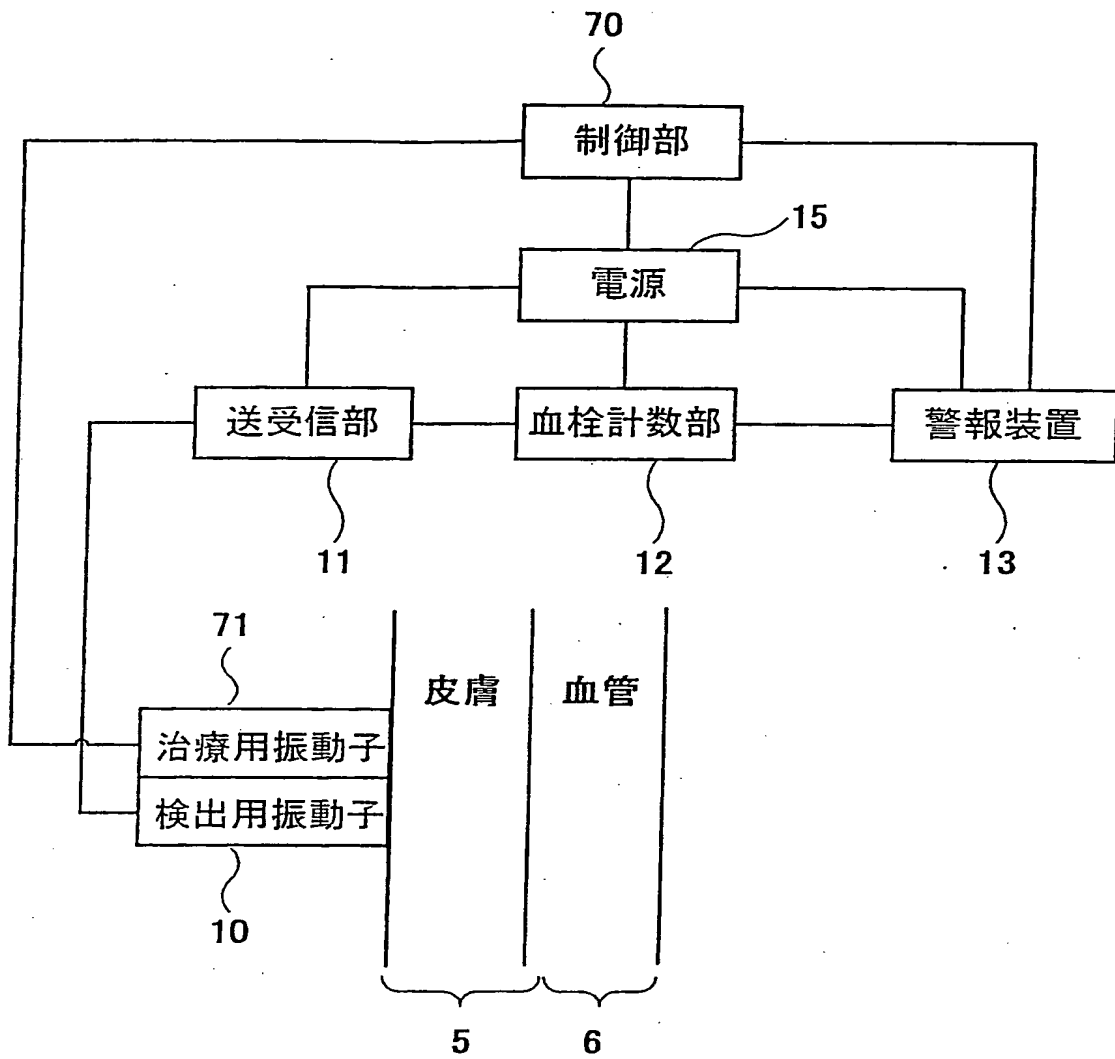 70
制御部
15
電源
送受信部
血栓計数部
警報装置
11
12
13
71
皮膚
血管
治療用振動子
検出用振動子
10
5
6